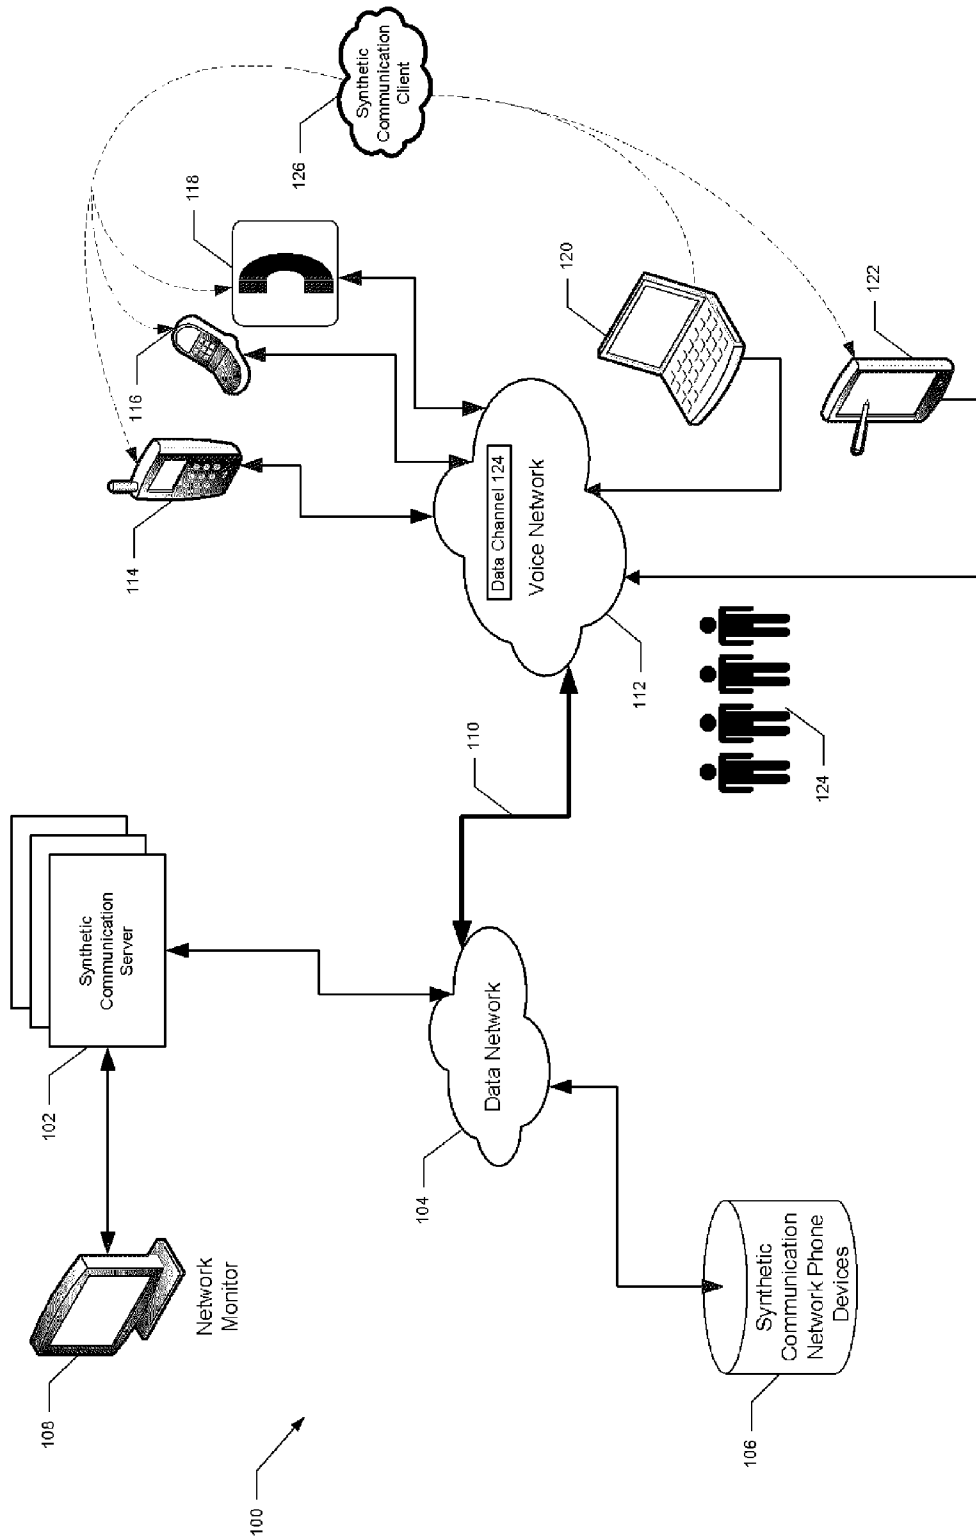 100
108
Network
Monitor
102
Synthetic
Communication
Server
104
Data Network
106
Synthetic
Communication
Network Phone
Devices
110
112
Data Channel 124
Voice Network
114
116
118
120
122
124
126
Synthetic
Communication
Client